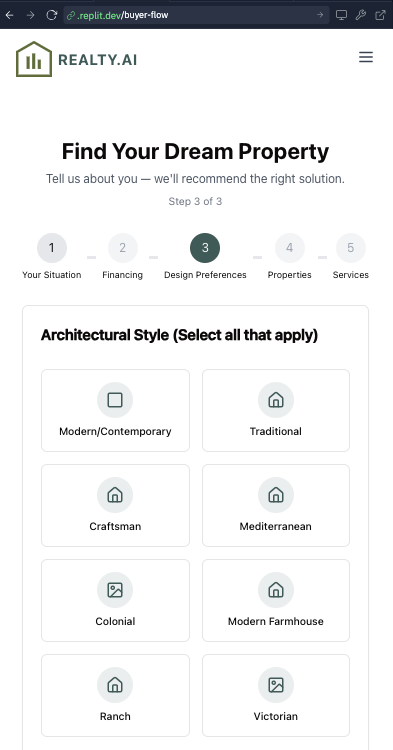 .replit.dev/buyer-flow
REALTY.AI
Find Your Dream Property
Tell us about you — we'll recommend the right solution.
Step 3 of 3
1 2 3 4 5
Your Situation Financing Design Preferences Properties Services
Architectural Style (Select all that apply)
Modern/Contemporary Traditional
Craftsman Mediterranean
Colonial Modern Farmhouse
Ranch Victorian